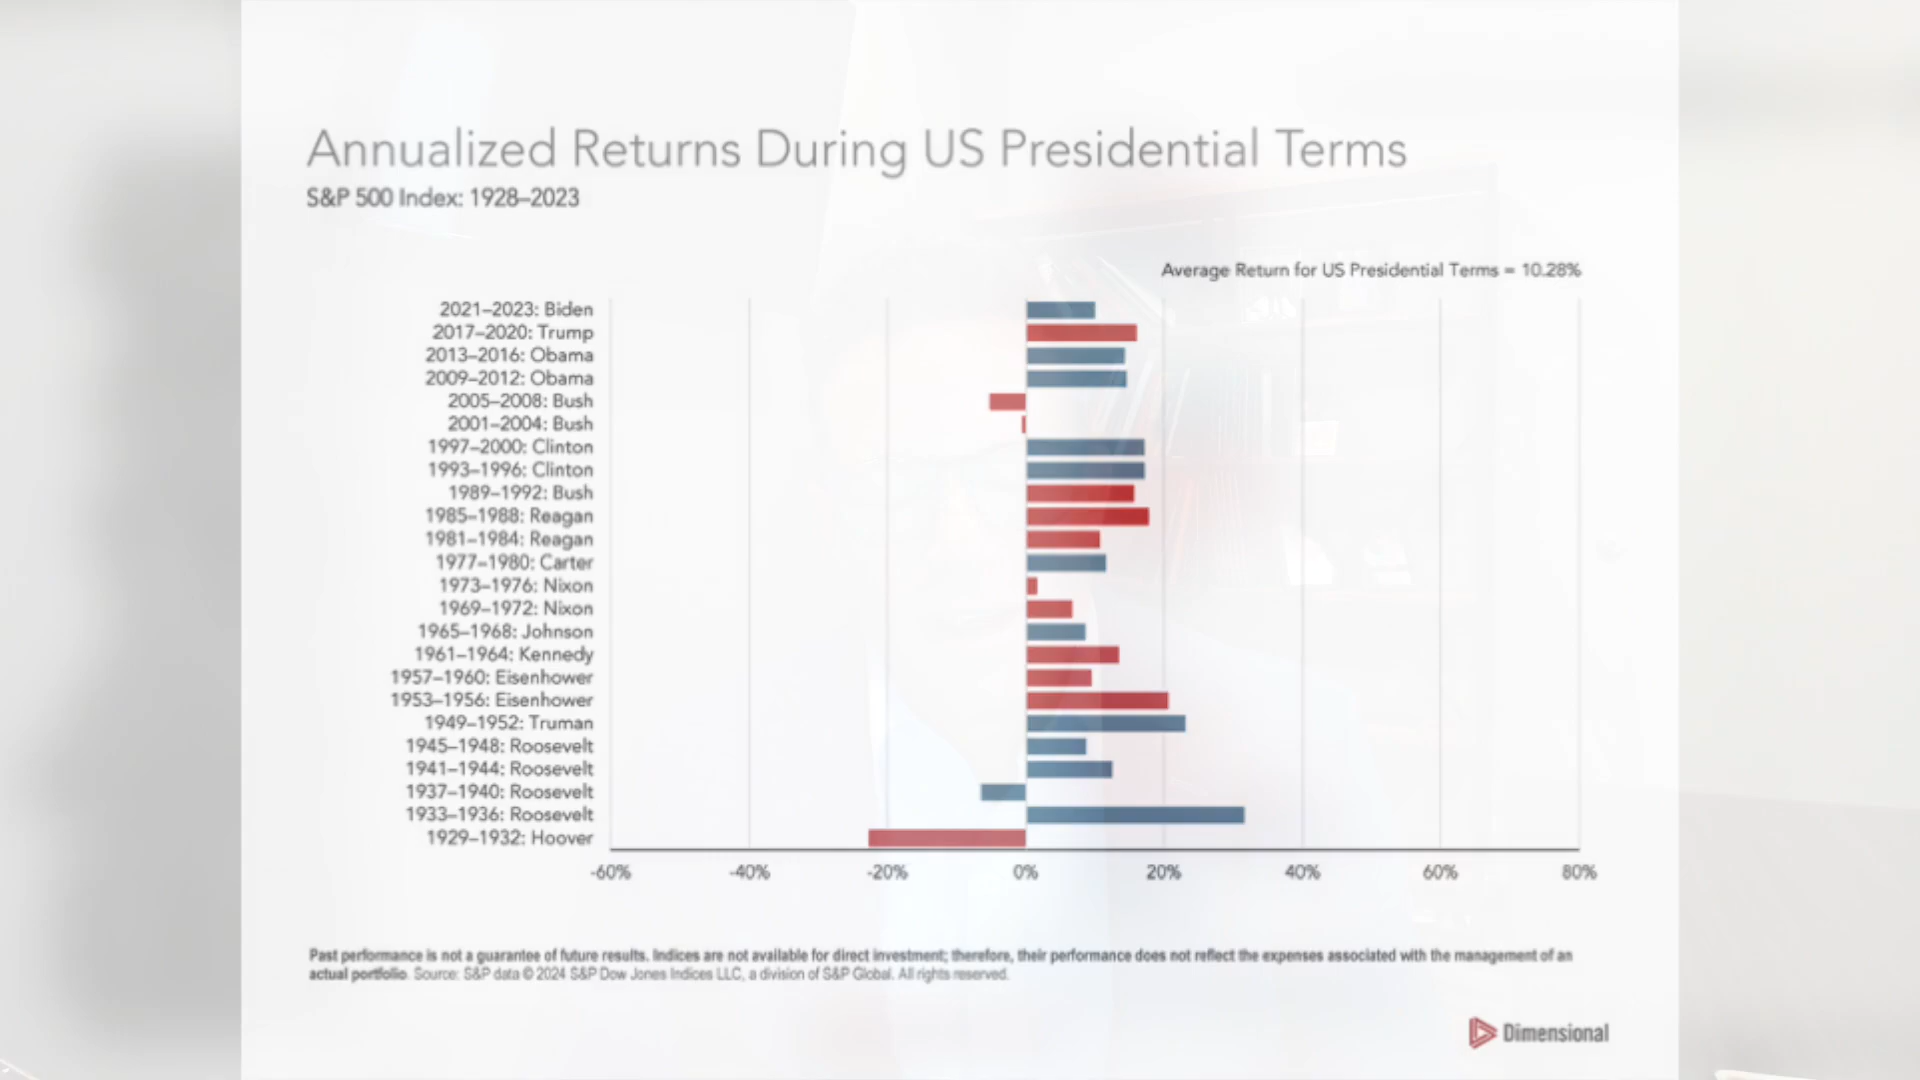 Annualized Returns During US Presidential Terms
S&P 500 Index: 1928–2023
Average Return for US Presidential Terms = 10.28%
2021–2023: Biden
2017–2020: Trump
2013–2016: Obama
2009–2012: Obama
2005–2008: Bush
2001–2004: Bush
1997–2000: Clinton
1993–1996: Clinton
1989–1992: Bush
1985–1988: Reagan
1981–1984: Reagan
1977–1980: Carter
1973–1976: Nixon
1969–1972: Nixon
1965–1968: Johnson
1961–1964: Kennedy
1957–1960: Eisenhower
1953–1956: Eisenhower
1949–1952: Truman
1945–1948: Roosevelt
1941–1944: Roosevelt
1937–1940: Roosevelt
1933–1936: Roosevelt
1929–1932: Hoover
-60% -40% -20% 0% 20% 40% 60% 80%
Past performance is not a guarantee of future results. Indices are not available for direct investment; therefore, their performance does not reflect the expenses associated with the management of an
actual portfolio. Source: S&P data © 2024 S&P Dow Jones Indices LLC, a division of S&P Global. All rights reserved.
Dimensional